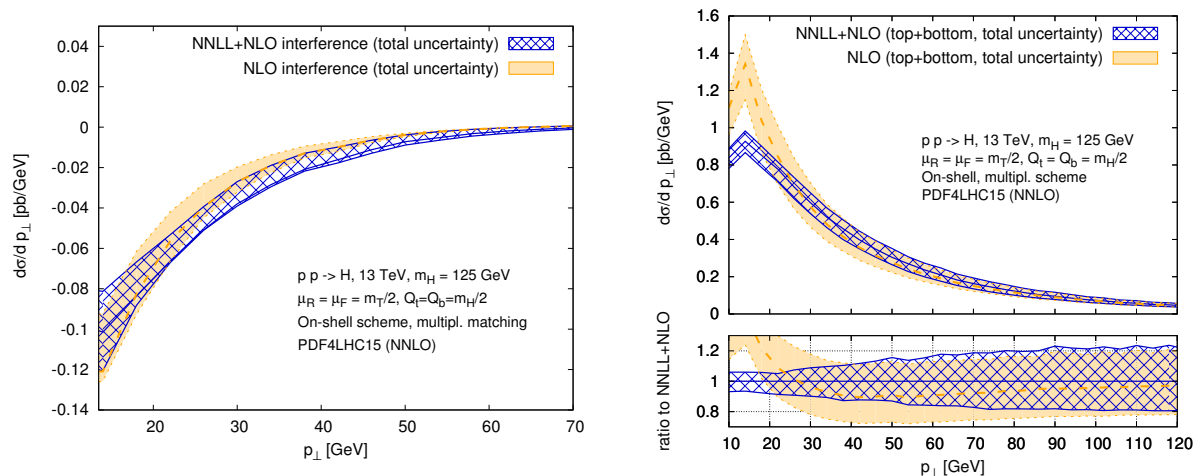 0.04
0.02
0
-0.02
-0.04
-0.06
-0.08
-0.1
-0.12
-0.14
dσ/d p⊥ [pb/GeV]
NNLL+NLO interference (total uncertainty)
NLO interference (total uncertainty)
p p -> H, 13 TeV, mH = 125 GeV
μR = μF = mT/2, Qt=Qb=mH/2
On-shell scheme, multipl. matching
PDF4LHC15 (NNLO)
20 30 40 50 60 70
p⊥ [GeV]
1.6
1.4
1.2
1
0.8
0.6
0.4
0.2
0
dσ/d p⊥ [pb/GeV]
NNLL+NLO (top+bottom, total uncertainty)
NLO (top+bottom, total uncertainty)
p p -> H, 13 TeV, mH = 125 GeV
μR = μF = mT/2, Qt = Qb = mH/2
On-shell, multipl. scheme
PDF4LHC15 (NNLO)
1.2
1
0.8
ratio to NNLL+NLO
10 20 30 40 50 60 70 80 90 100 110 120
p⊥ [GeV]